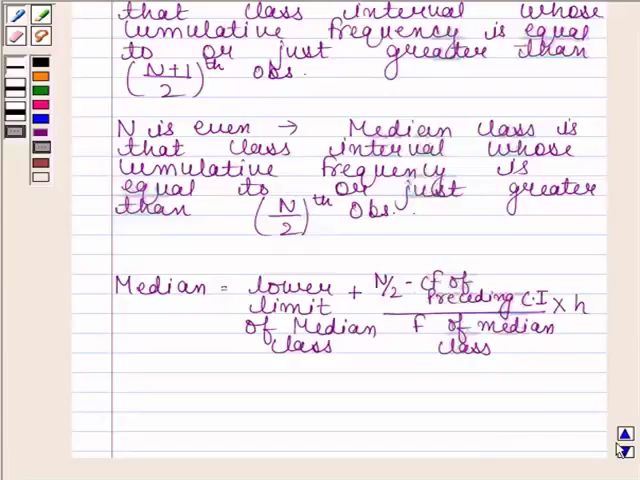 that class interval whose
cumulative frequency is equal
to or just greater than
(N+1/2)th obs.
N is even → Median class is
that class interval whose
cumulative frequency is
equal to or just greater
than (N/2)th obs.
Median = lower limit of Median class + N/2 - cf of preceding C.I / f of median class × h